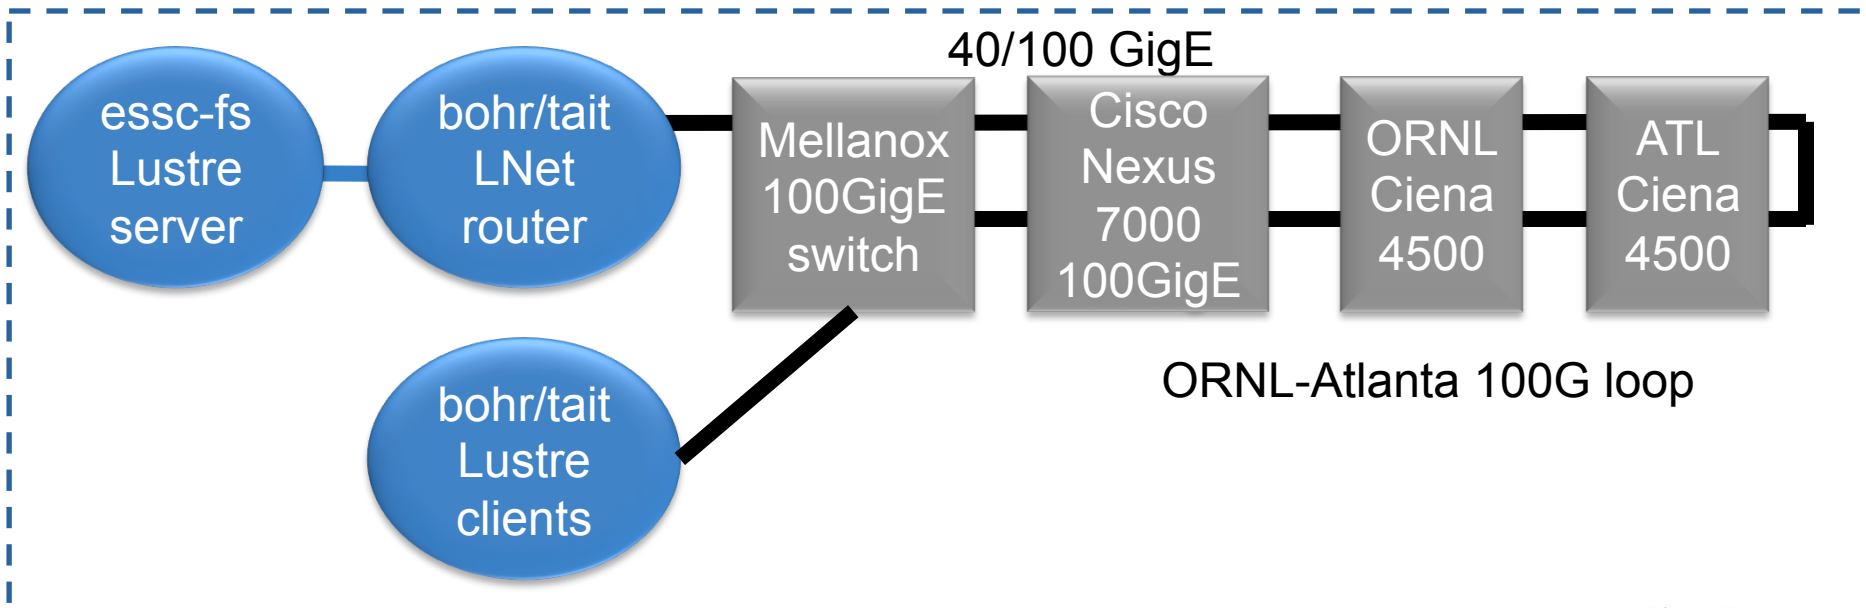 40/100 GigE
essc-fs
Lustre
server
bohr/tait
LNet
router
Mellanox
100GigE
switch
Cisco
Nexus
7000
100GigE
ORNL
Ciena
4500
ATL
Ciena
4500
ORNL-Atlanta 100G loop
bohr/tait
Lustre
clients